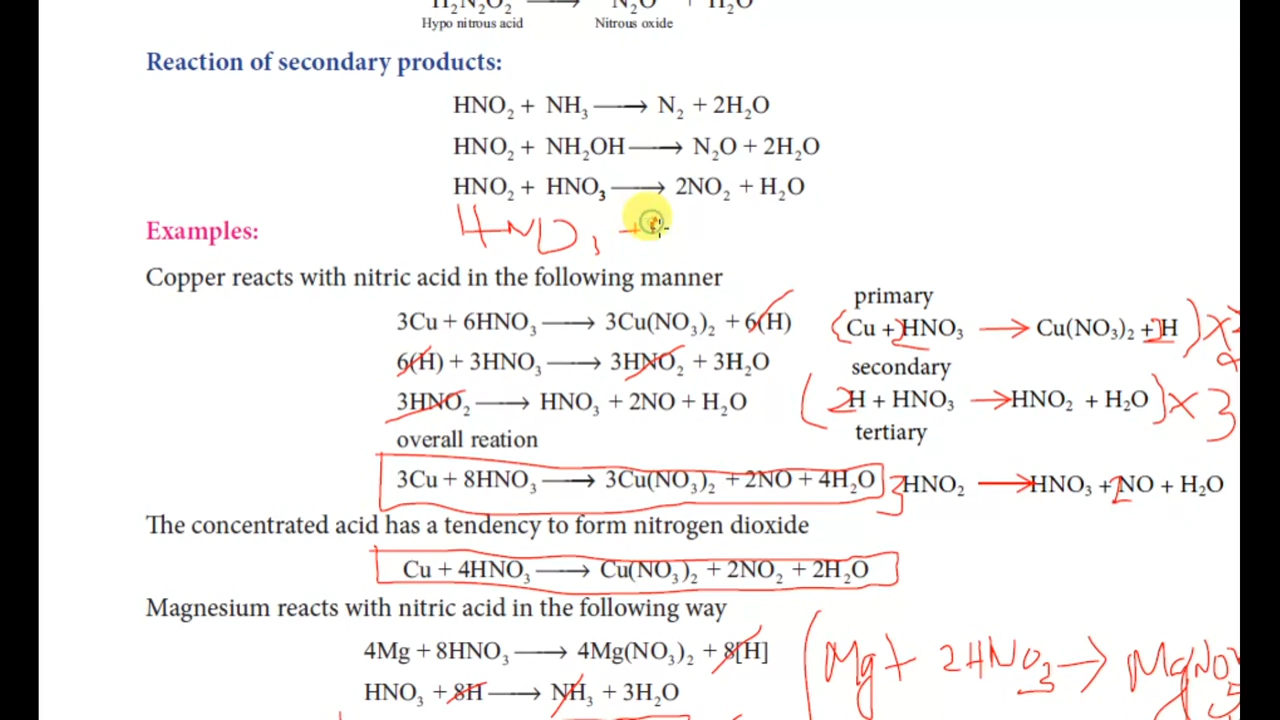 H₂N₂O₂ ⟶ N₂O + H₂O
Hypo nitrous acid Nitrous oxide
Reaction of secondary products:
HNO₂ + NH₃ ⟶ N₂ + 2H₂O
HNO₂ + NH₂OH ⟶ N₂O + 2H₂O
HNO₂ + HNO₃ ⟶ 2NO₂ + H₂O
HNO₃ +
Examples:
Copper reacts with nitric acid in the following manner
3Cu + 6HNO₃ ⟶ 3Cu(NO₃)₂ + 6(H)
6(H) + 3HNO₃ ⟶ 3HNO₂ + 3H₂O
3HNO₂ ⟶ HNO₃ + 2NO + H₂O
overall reation
3Cu + 8HNO₃ ⟶ 3Cu(NO₃)₂ + 2NO + 4H₂O
primary
(Cu + 2HNO₃ ⟶ Cu(NO₃)₂ + 2H) ×
secondary
(2H + HNO₃ ⟶ HNO₂ + H₂O) × 3
tertiary
3HNO₂ ⟶ HNO₃ + 2NO + H₂O
The concentrated acid has a tendency to form nitrogen dioxide
Cu + 4HNO₃ ⟶ Cu(NO₃)₂ + 2NO₂ + 2H₂O
Magnesium reacts with nitric acid in the following way
4Mg + 8HNO₃ ⟶ 4Mg(NO₃)₂ + 8[H]
HNO₃ + 8H ⟶ NH₃ + 3H₂O
(Mg + 2HNO₃ → Mg(NO₃